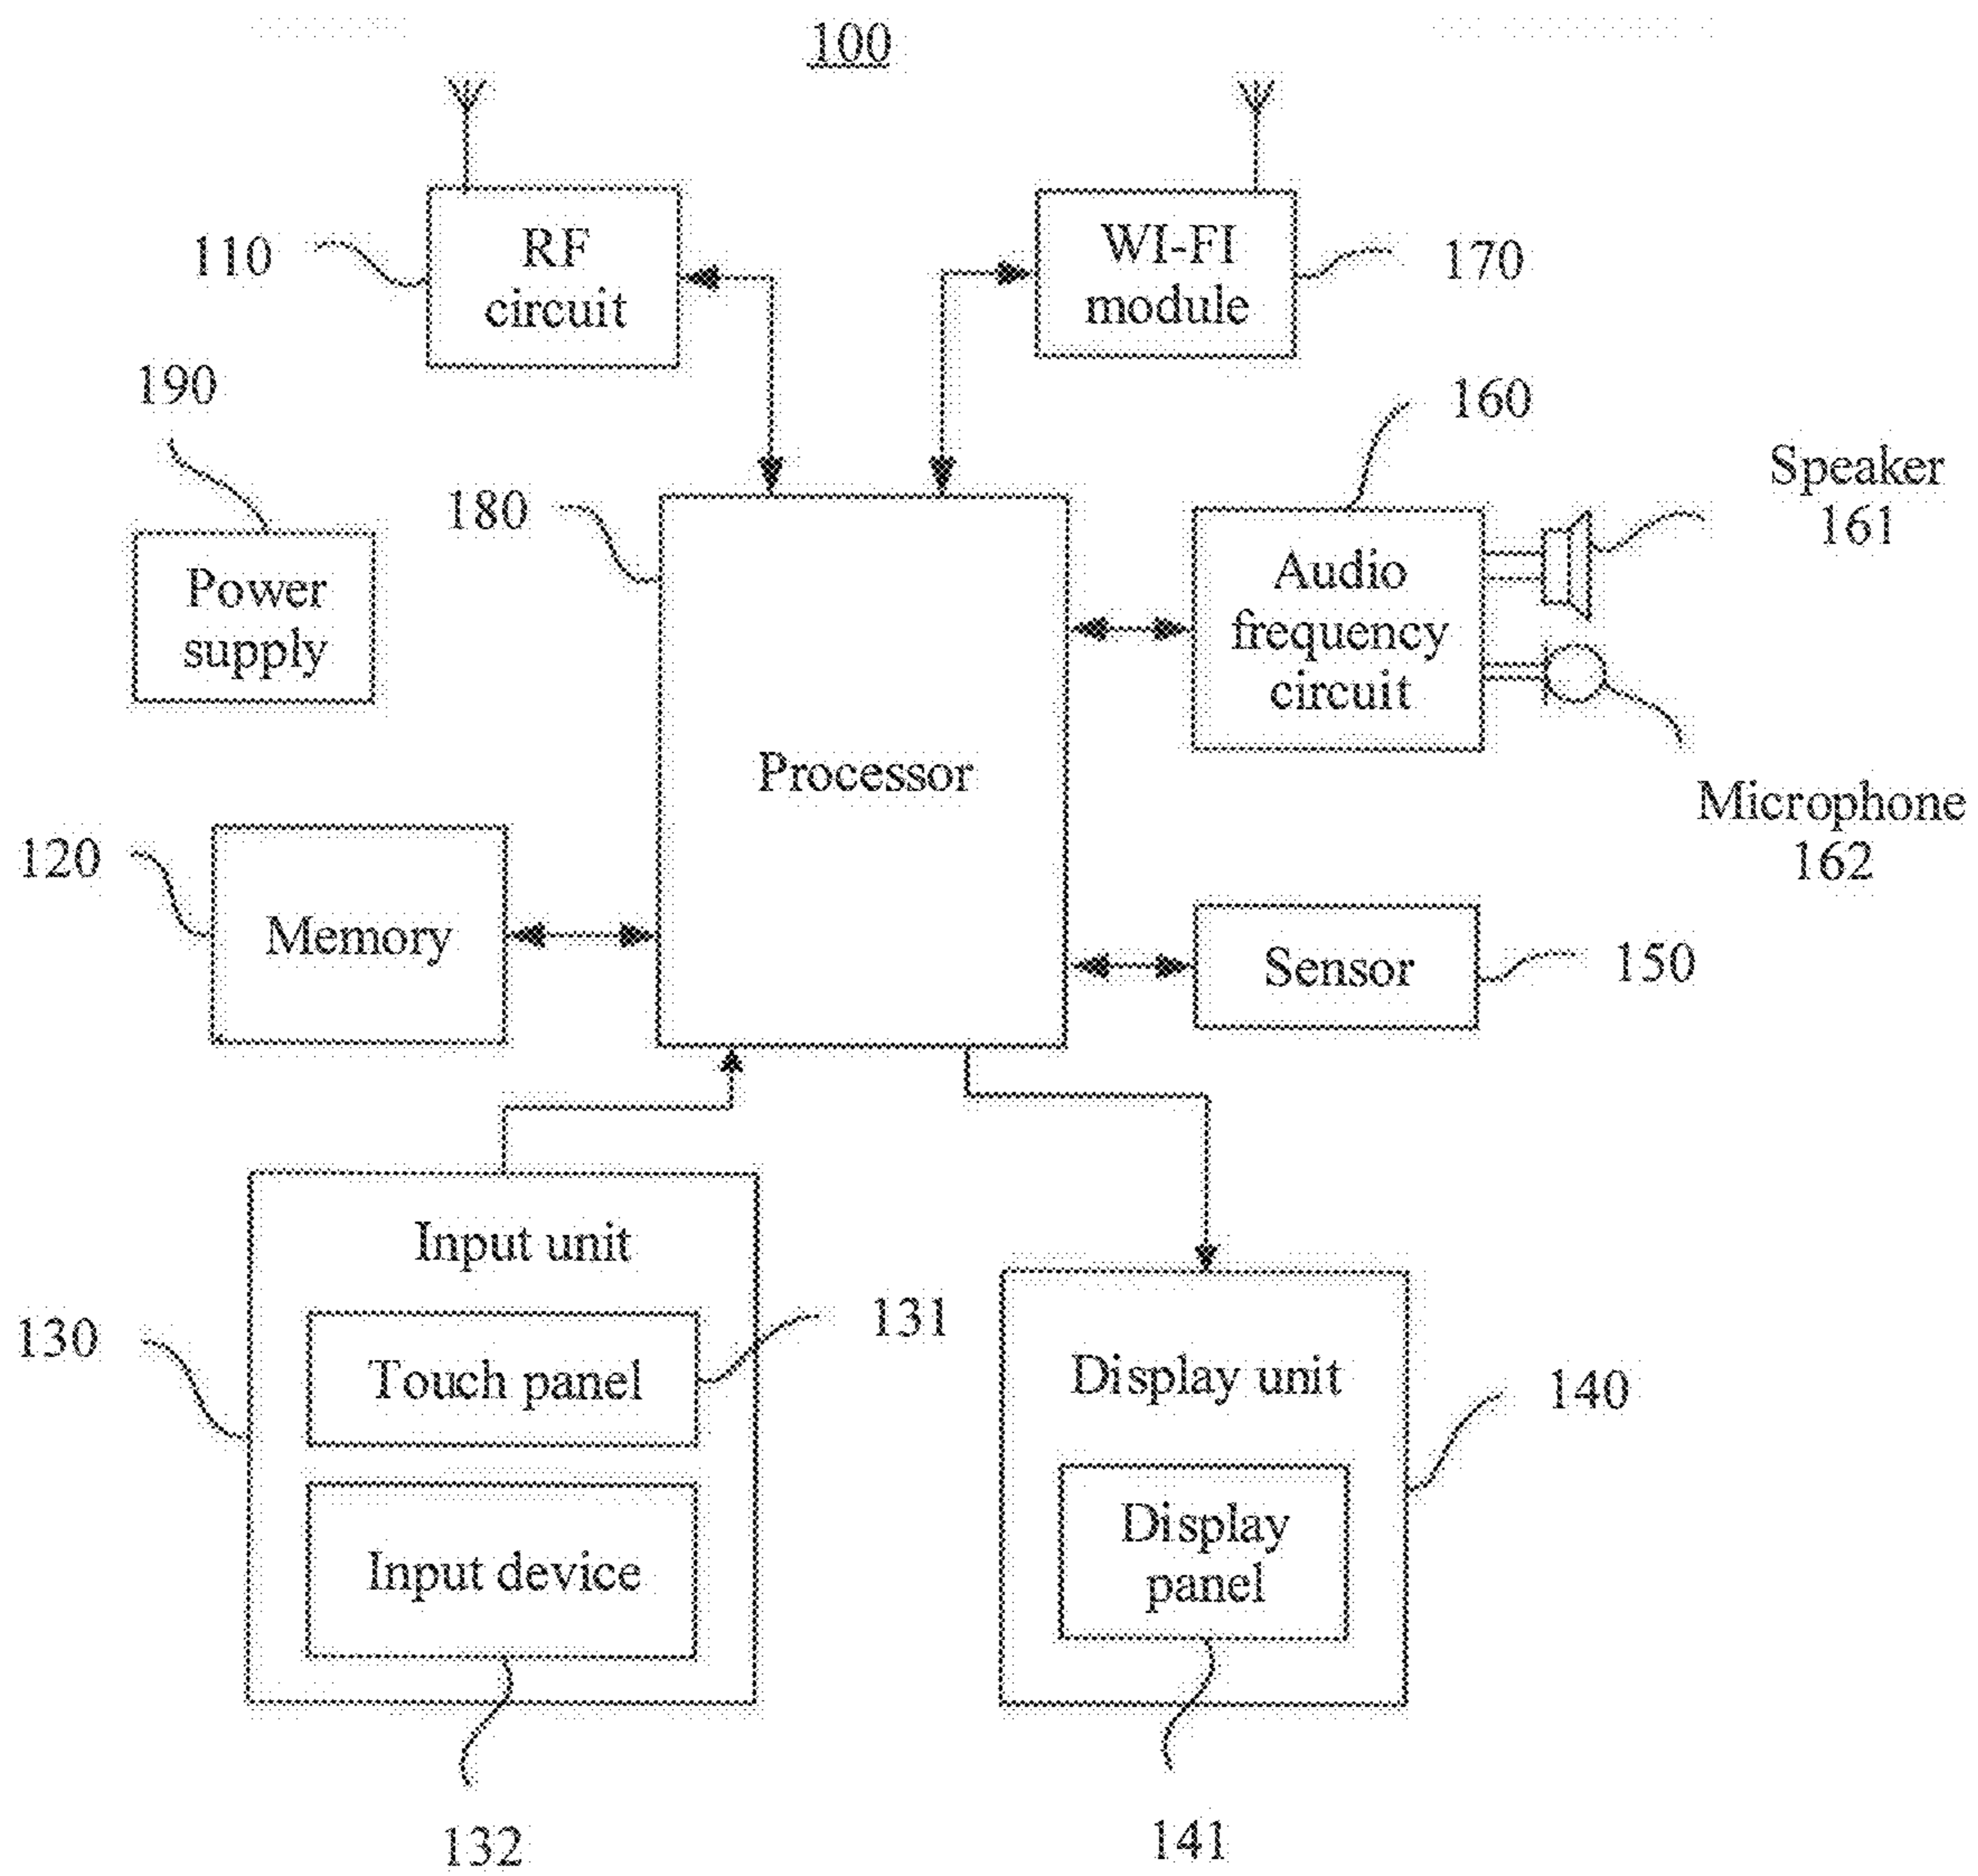 100
RF
circuit
110
WI-FI
module
170
190
160
Speaker
161
180
Power
supply
Audio
frequency
circuit
Processor
Microphone
162
120
Memory
Sensor
150
Input unit
130
131
Touch panel
Display unit
140
Input device
Display
panel
132
141